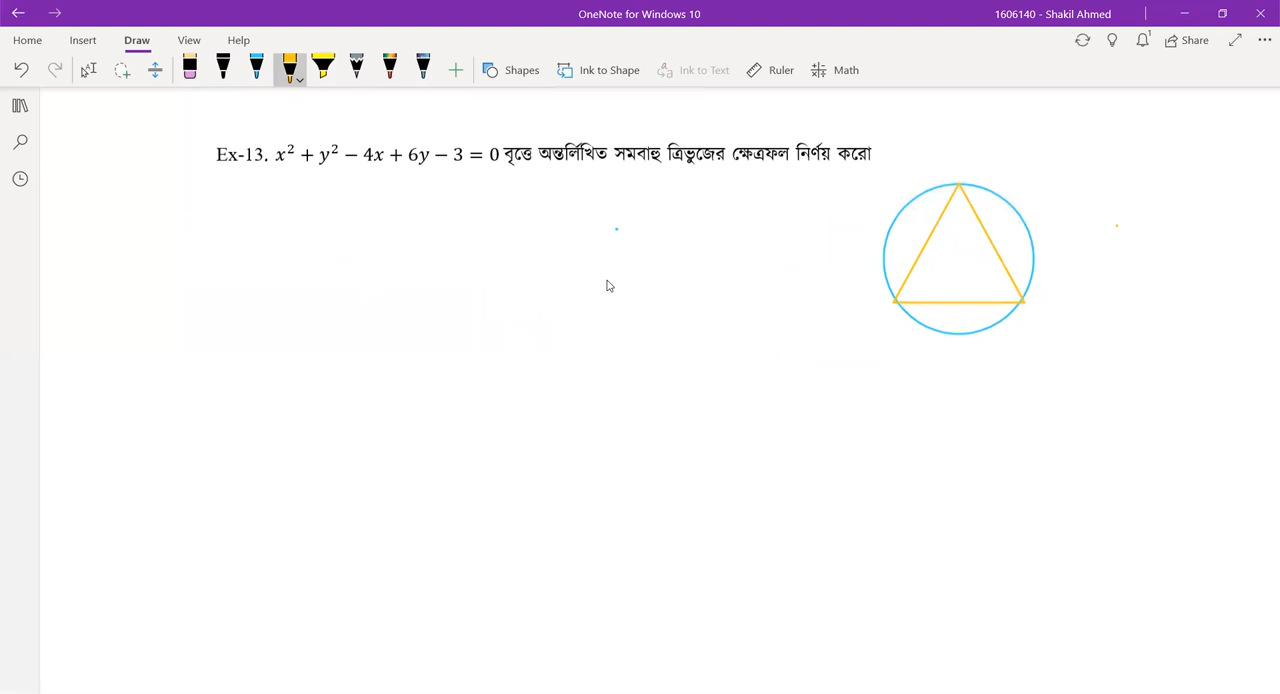 OneNote for Windows 10
1606140 - Shakil Ahmed
Home Insert Draw View Help
1 Share
Shapes Ink to Shape Ink to Text Ruler Math
Ex-13. x² + y² − 4x + 6y − 3 = 0 বৃত্তে অন্তর্লিখিত সমবাহু ত্রিভুজের ক্ষেত্রফল নির্ণয় করো